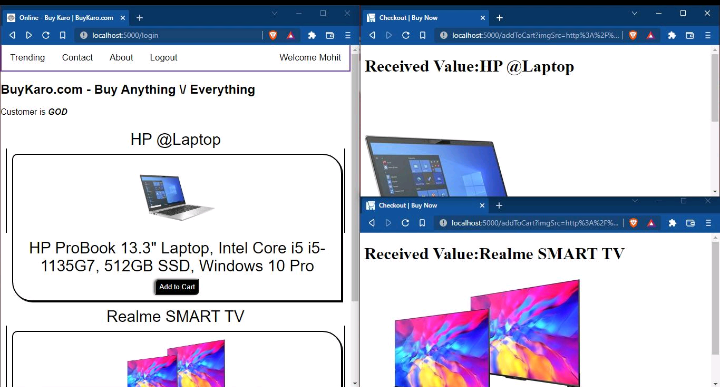 Online - Buy Karo | BuyKaro.com
localhost:5000/login
Trending Contact About Logout Welcome Mohit
BuyKaro.com - Buy Anything \/ Everything
Customer is GOD
HP @Laptop
HP ProBook 13.3" Laptop, Intel Core i5 i5-
1135G7, 512GB SSD, Windows 10 Pro
Add to Cart
Realme SMART TV
Checkout | Buy Now
localhost:5000/addToCart?imgSrc=http%3A%2F%...
Received Value:HP @Laptop
Checkout | Buy Now
localhost:5000/addToCart?imgSrc=http%3A%2F%...
Received Value:Realme SMART TV